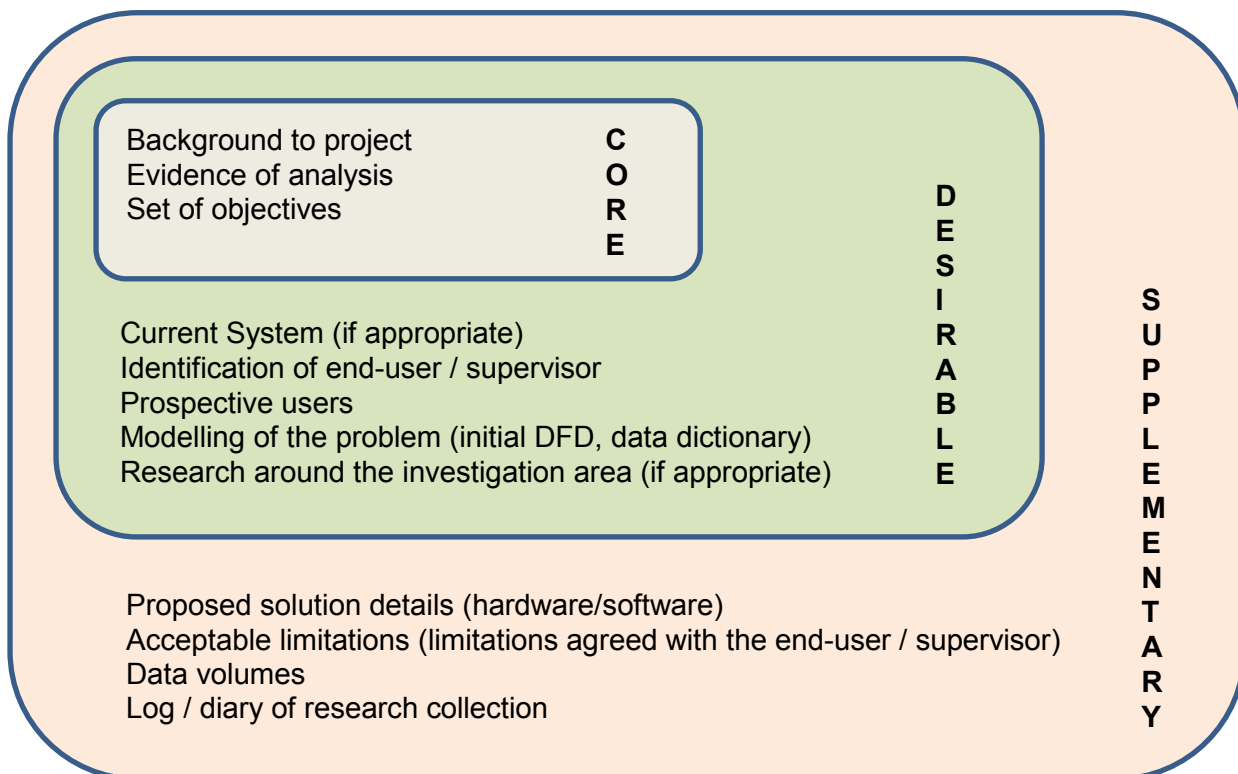 Background to project
Evidence of analysis
Set of objectives
CORE
Current System (if appropriate)
Identification of end-user / supervisor
Prospective users
Modelling of the problem (initial DFD, data dictionary)
Research around the investigation area (if appropriate)
DESIRABLE
Proposed solution details (hardware/software)
Acceptable limitations (limitations agreed with the end-user / supervisor)
Data volumes
Log / diary of research collection
SUPPLEMENTARY